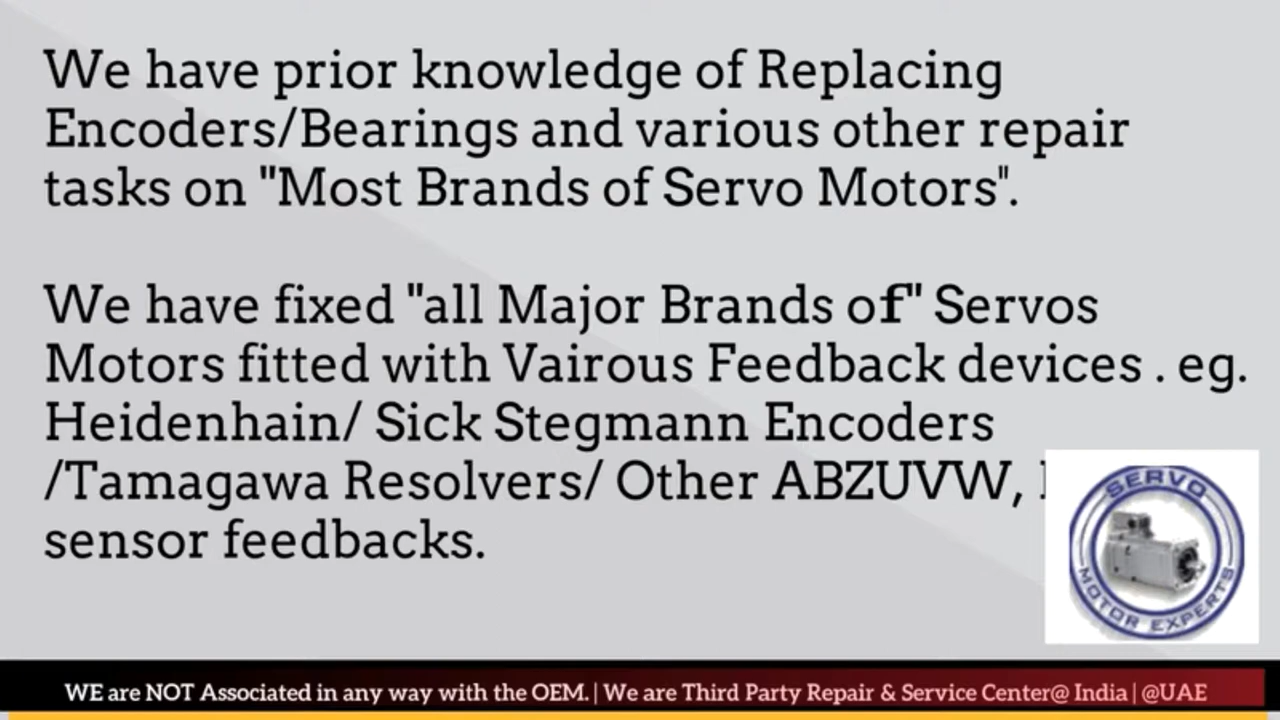 We have prior knowledge of Replacing
Encoders/Bearings and various other repair
tasks on "Most Brands of Servo Motors".
We have fixed "all Major Brands of" Servos
Motors fitted with Vairous Feedback devices . eg.
Heidenhain/ Sick Stegmann Encoders
/Tamagawa Resolvers/ Other ABZUVW,
sensor feedbacks.
SERVO
MOTOR EXPERTS
WE are NOT Associated in any way with the OEM. | We are Third Party Repair & Service Center@ India | @UAE